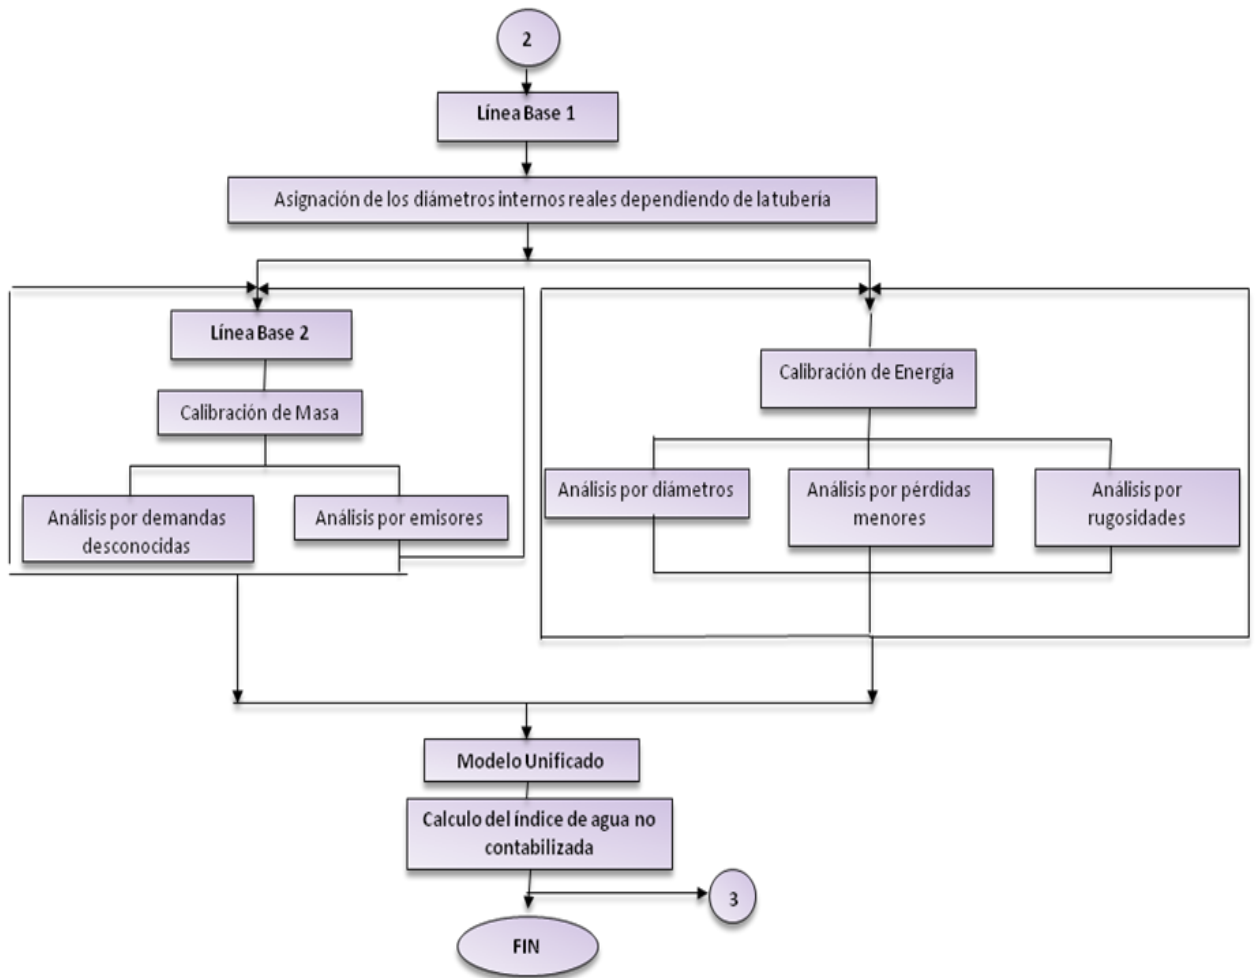 2
Línea Base 1
Asignación de los diámetros internos reales dependiendo de la tubería
Línea Base 2
Calibración de Masa
Análisis por demandas
desconocidas
Análisis por emisores
Calibración de Energía
Análisis por diámetros
Análisis por pérdidas
menores
Análisis por
rugosidades
Modelo Unificado
Calculo del índice de agua no
contabilizada
3
FIN